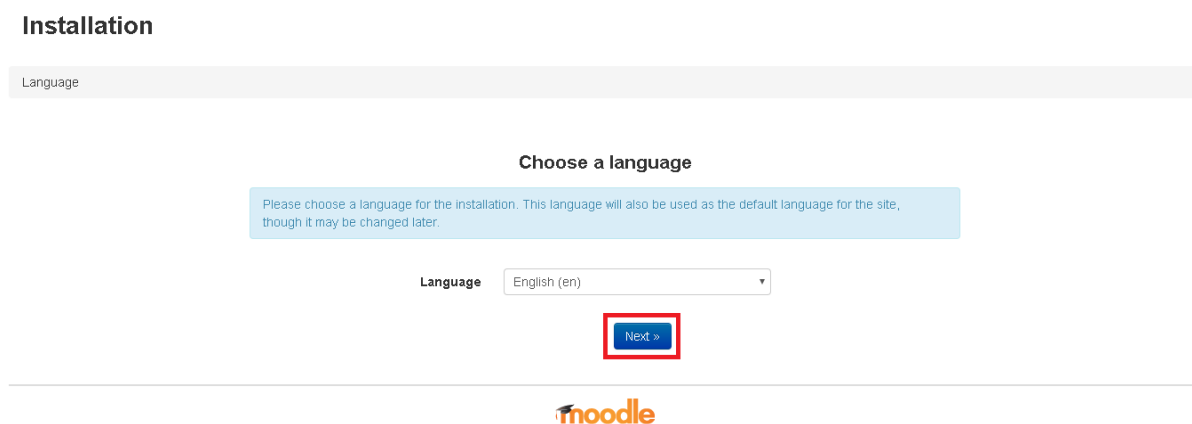 Installation
Language
Choose a language
Please choose a language for the installation. This language will also be used as the default language for the site,
though it may be changed later.
Language English (en)
Next »
moodle